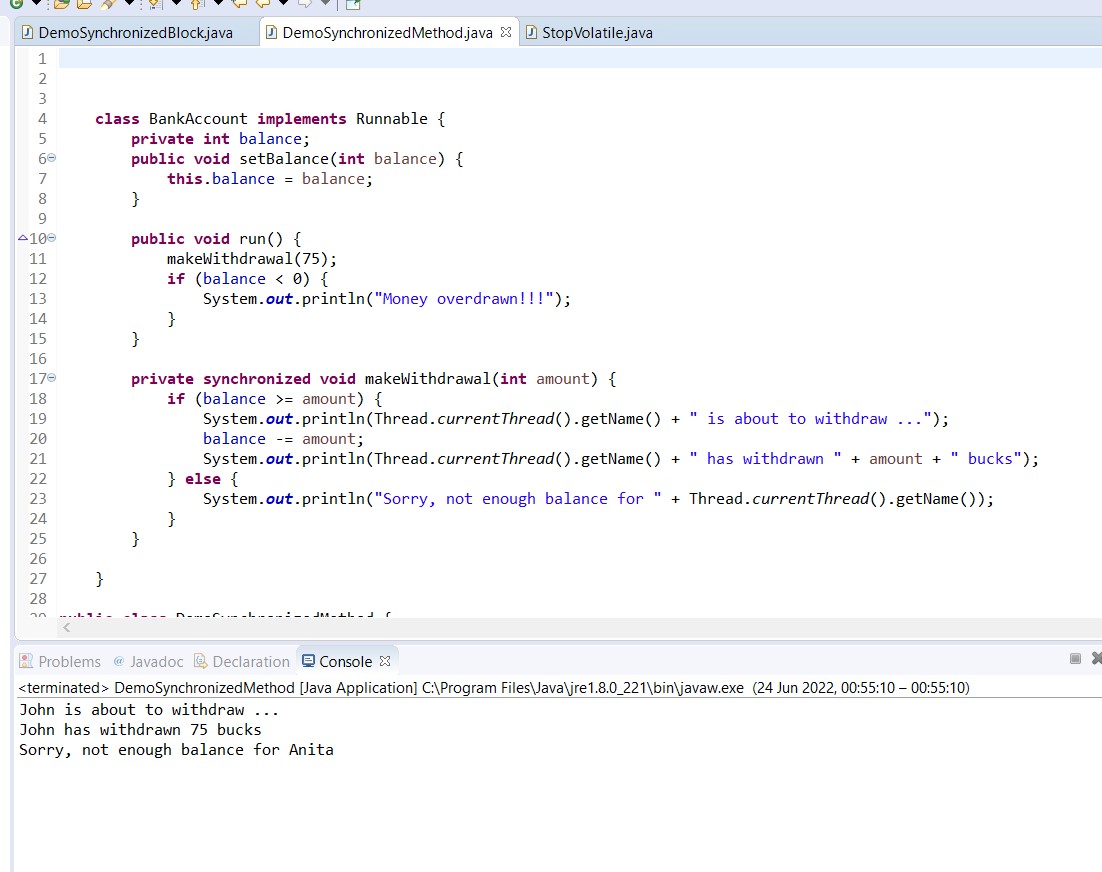 DemoSynchronizedBlock.java DemoSynchronizedMethod.java StopVolatile.java
1
2
3
4 class BankAccount implements Runnable {
5 private int balance;
6 public void setBalance(int balance) {
7 this.balance = balance;
8 }
9
10 public void run() {
11 makeWithdrawal(75);
12 if (balance < 0) {
13 System.out.println("Money overdrawn!!!");
14 }
15 }
16
17 private synchronized void makeWithdrawal(int amount) {
18 if (balance >= amount) {
19 System.out.println(Thread.currentThread().getName() + " is about to withdraw ...");
20 balance -= amount;
21 System.out.println(Thread.currentThread().getName() + " has withdrawn " + amount + " bucks");
22 } else {
23 System.out.println("Sorry, not enough balance for " + Thread.currentThread().getName());
24 }
25 }
26
27 }
28
29 public class DemoSynchronizedMethod {
Problems @ Javadoc Declaration Console
<terminated> DemoSynchronizedMethod [Java Application] C:\Program Files\Java\jre1.8.0_221\bin\javaw.exe (24 Jun 2022, 00:55:10 – 00:55:10)
John is about to withdraw ...
John has withdrawn 75 bucks
Sorry, not enough balance for Anita